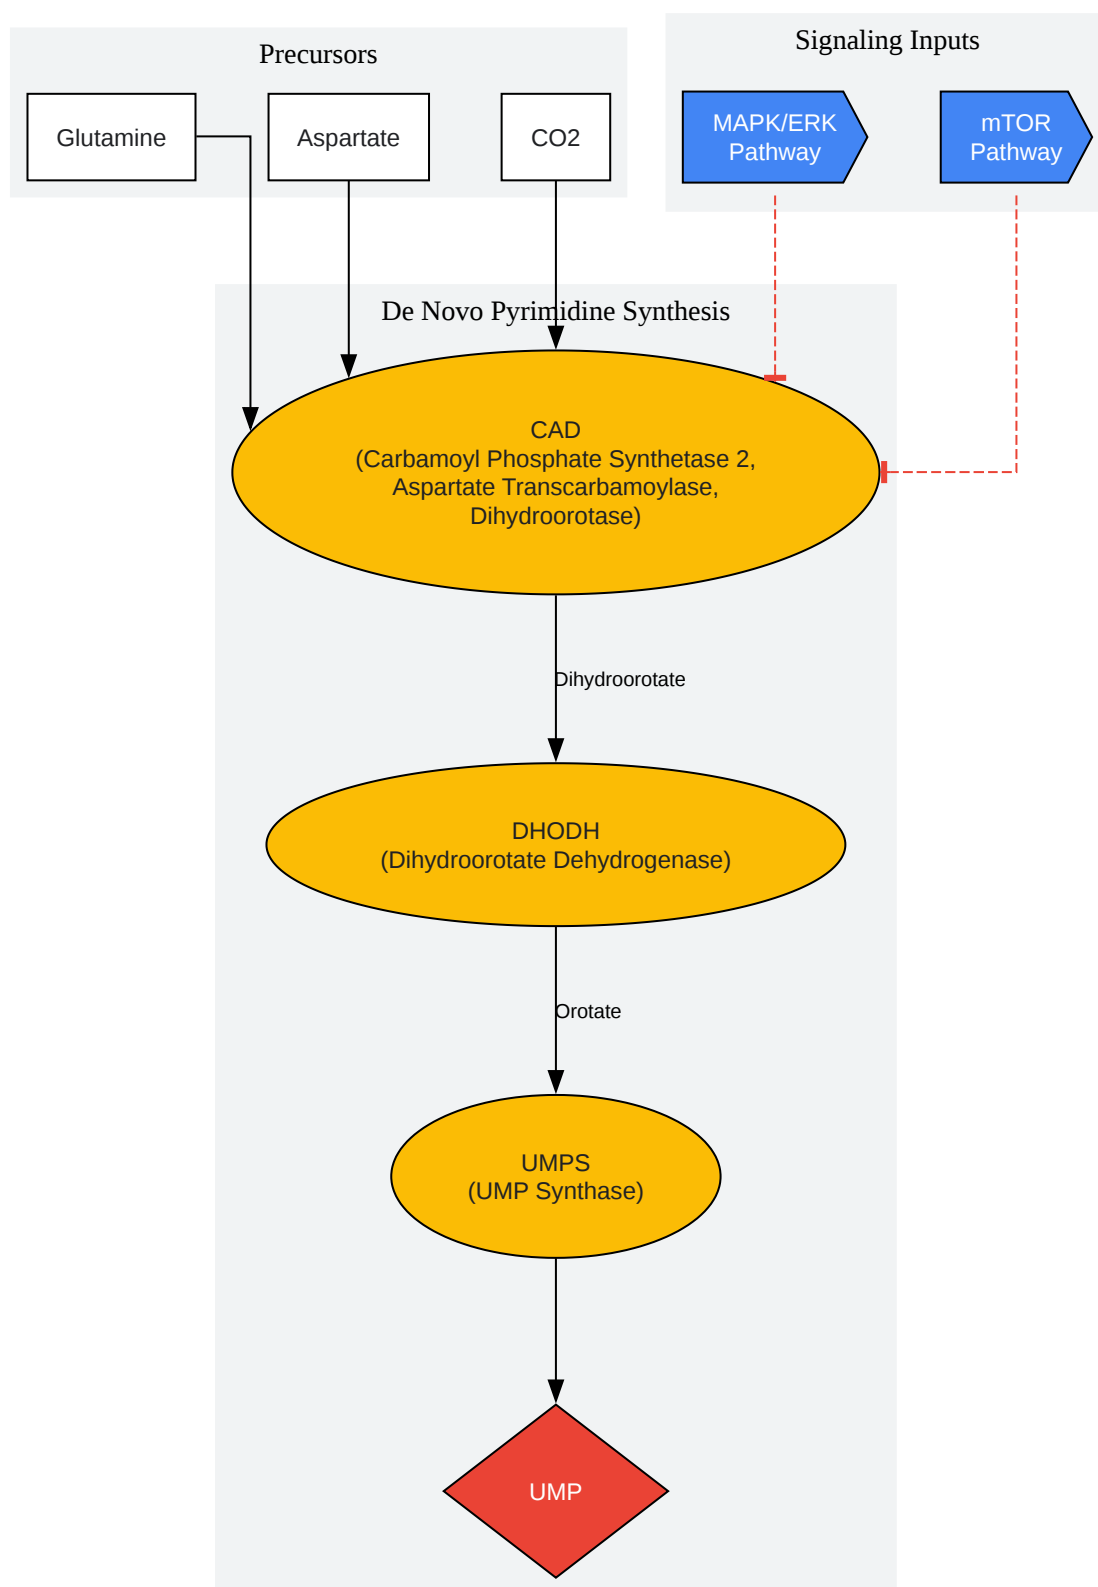 Precursors
Glutamine
Aspartate
CO2
Signaling Inputs
MAPK/ERK
Pathway
mTOR
Pathway
De Novo Pyrimidine Synthesis
CAD
(Carbamoyl Phosphate Synthetase 2,
Aspartate Transcarbamoylase,
Dihydroorotase)
Dihydroorotate
DHODH
(Dihydroorotate Dehydrogenase)
Orotate
UMPS
(UMP Synthase)
UMP